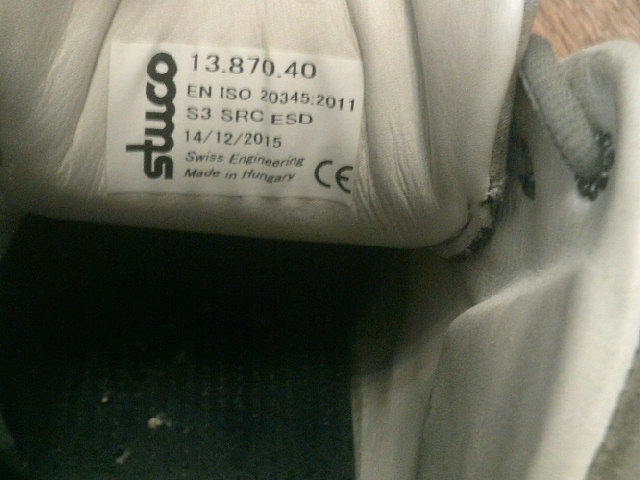 stuco
13.870.40
EN ISO 20345:2011
S3 SRC ESD
14/12/2015
Swiss Engineering
Made in Hungary
CE